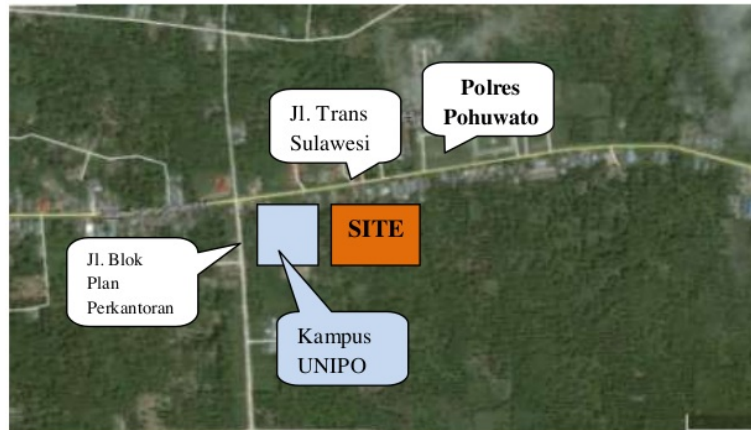 Polres
Pohuwato
Jl. Trans
Sulawesi
SITE
Jl. Blok
Plan
Perkantoran
Kampus
UNIPO